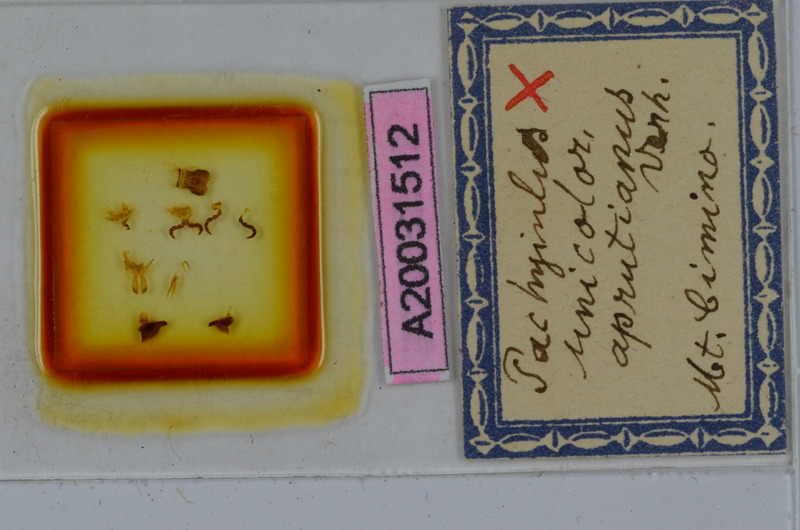 A20031512
Pachyiulus X
unicolor,
aprutianus
Verh.
Mt. Cimino.